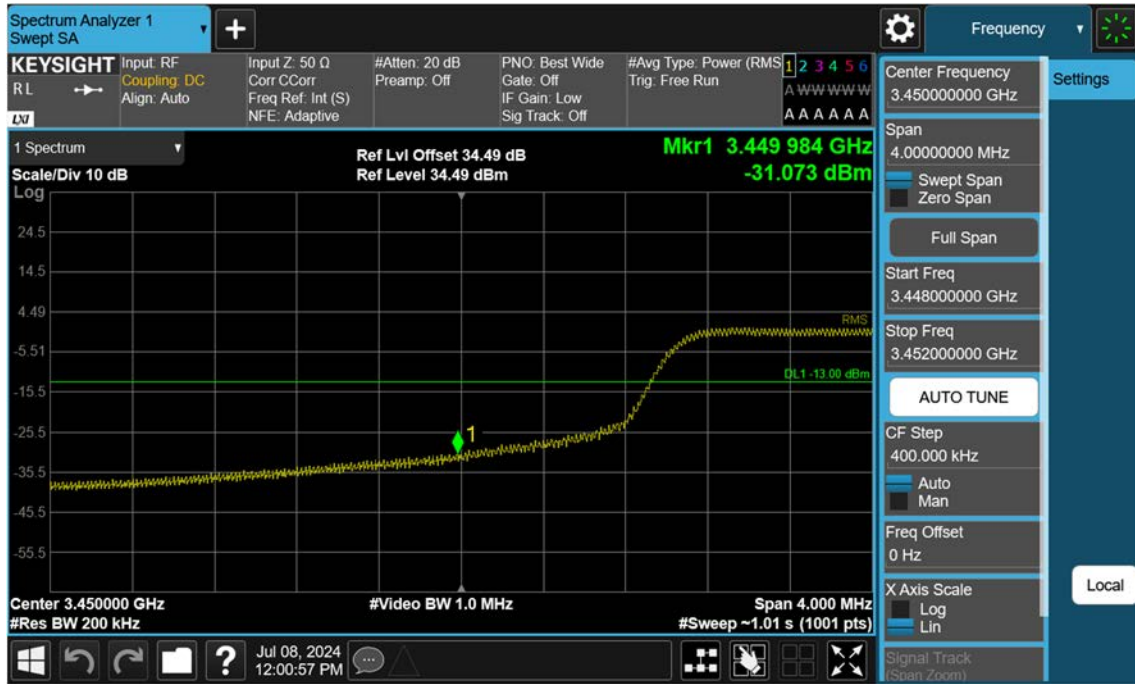 Spectrum Analyzer 1
Swept SA
+
Frequency
KEYSIGHT
R L
LXI
Input: RF
Coupling: DC
Align: Auto
Input Z: 50 Ω
Corr CCorr
Freq Ref: Int (S)
NFE: Adaptive
#Atten: 20 dB
Preamp: Off
PNO: Best Wide
Gate: Off
IF Gain: Low
Sig Track: Off
#Avg Type: Power (RMS
Trig: Free Run
1 2 3 4 5 6
A W W W W W
A A A A A A
1 Spectrum
Scale/Div 10 dB
Ref Lvl Offset 34.49 dB
Ref Level 34.49 dBm
Mkr1 3.449 984 GHz
-31.073 dBm
Log
24.5
14.5
4.49
-5.51
-15.5
-25.5
-35.5
-45.5
-55.5
RMS
DL1 -13.00 dBm
1
Center 3.450000 GHz
#Video BW 1.0 MHz
Span 4.000 MHz
#Res BW 200 kHz
#Sweep ~1.01 s (1001 pts)
Center Frequency
3.450000000 GHz
Settings
Span
4.00000000 MHz
Swept Span
Zero Span
Full Span
Start Freq
3.448000000 GHz
Stop Freq
3.452000000 GHz
AUTO TUNE
CF Step
400.000 kHz
Auto
Man
Freq Offset
0 Hz
X Axis Scale
Log
Lin
Local
Signal Track
(Span Zoom)
?
Jul 08, 2024
12:00:57 PM